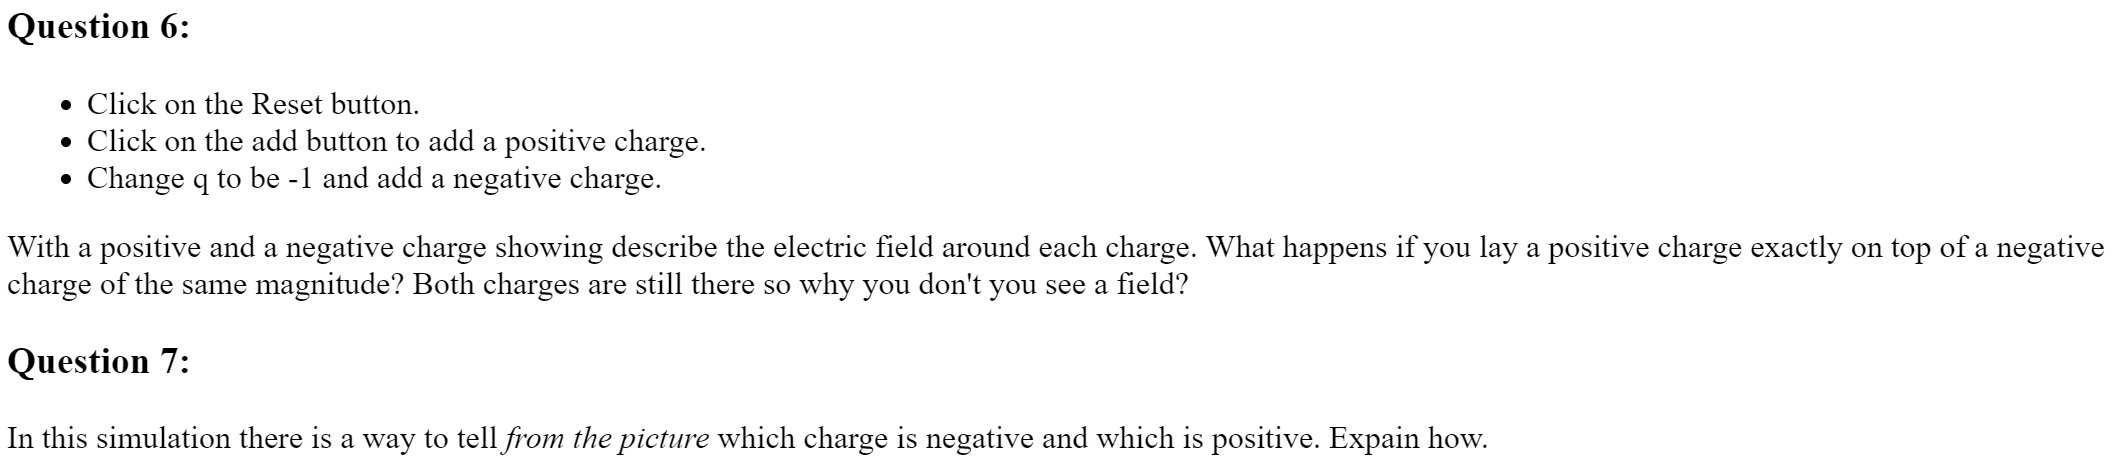 Question 6:
• Click on the Reset button.
• Click on the add button to add a positive charge.
• Change q to be -1 and add a negative charge.
With a positive and a negative charge showing describe the electric field around each charge. What happens if you lay a positive charge exactly on top of a negative
charge of the same magnitude? Both charges are still there so why you don't you see a field?
Question 7:
In this simulation there is a way to tell from the picture which charge is negative and which is positive. Expain how.